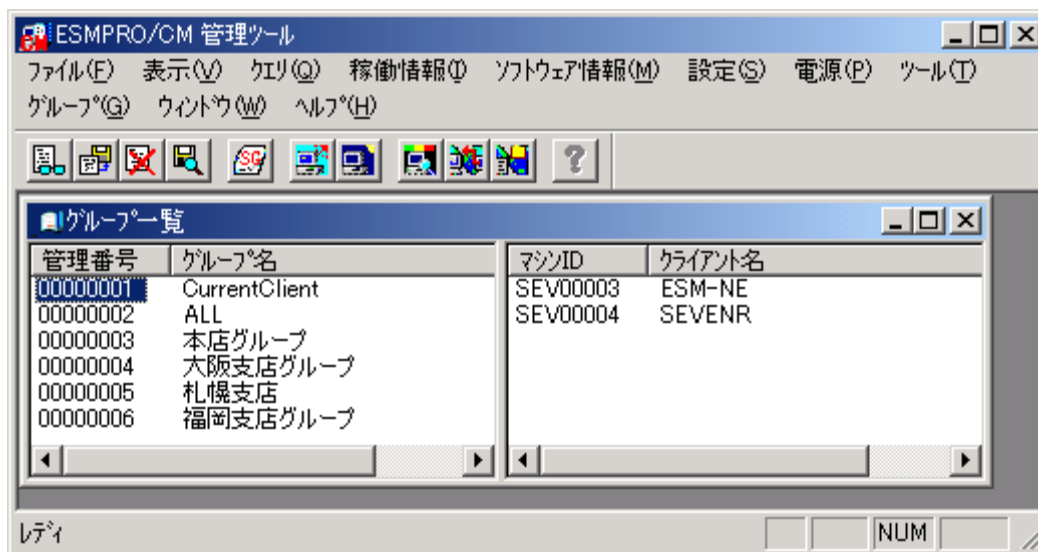 ESMPRO/CM 管理ツール
ファイル(F) 表示(V) クエリ(Q) 稼働情報(I) ソフトウェア情報(M) 設定(S) 電源(P) ツール(T)
グループ(G) ウィンドウ(W) ヘルプ(H)
SG
グループ一覧
管理番号 グループ名 マシンID クライアント名
00000001 CurrentClient SEV00003 ESM-NE
00000002 ALL SEV00004 SEVENR
00000003 本店グループ
00000004 大阪支店グループ
00000005 札幌支店
00000006 福岡支店グループ
レディ NUM